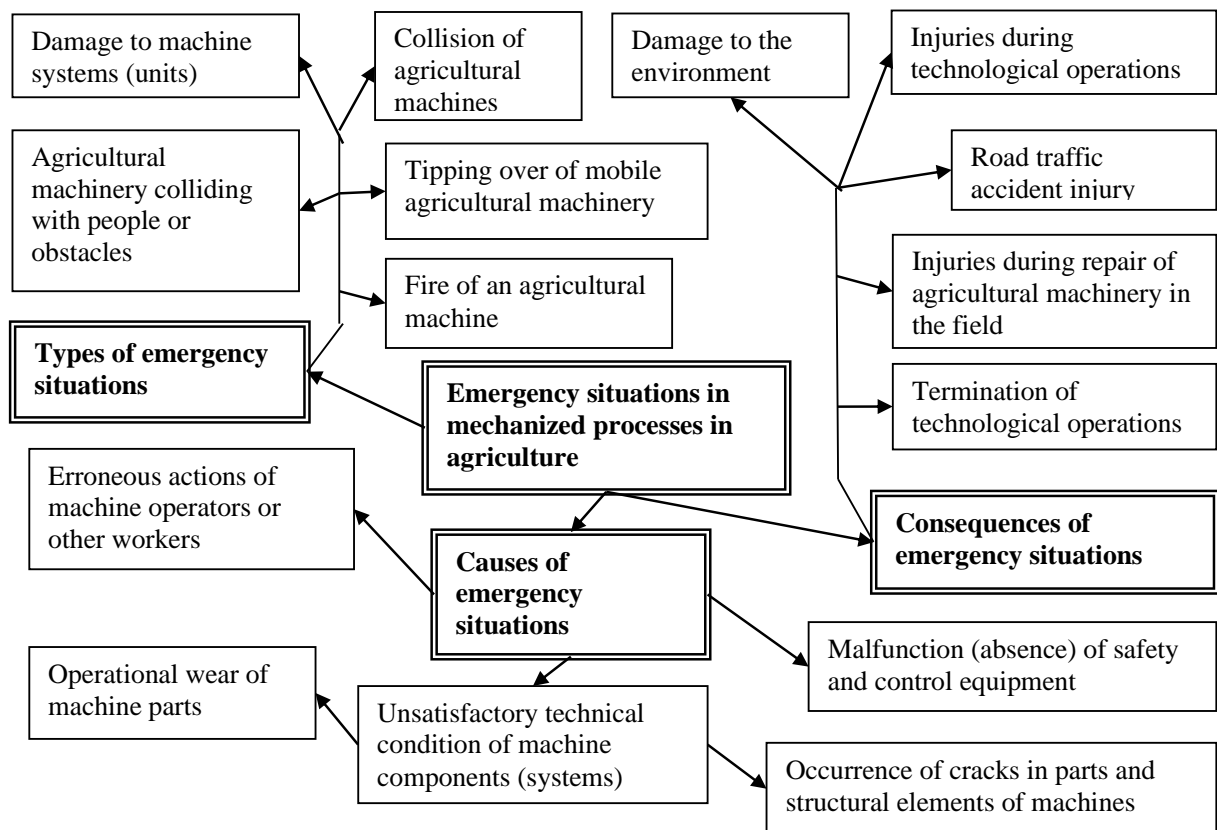 Damage to machine
systems (units)
Collision of
agricultural
machines
Damage to the
environment
Injuries during
technological operations
Agricultural
machinery colliding
with people or
obstacles
Tipping over of mobile
agricultural machinery
Road traffic
accident injury
Fire of an agricultural
machine
Injuries during repair of
agricultural machinery in
the field
Types of emergency
situations
Emergency situations in
mechanized processes in
agriculture
Termination of
technological operations
Erroneous actions of
machine operators or
other workers
Causes of
emergency
situations
Consequences of
emergency situations
Operational wear of
machine parts
Unsatisfactory technical
condition of machine
components (systems)
Malfunction (absence) of safety
and control equipment
Occurrence of cracks in parts and
structural elements of machines